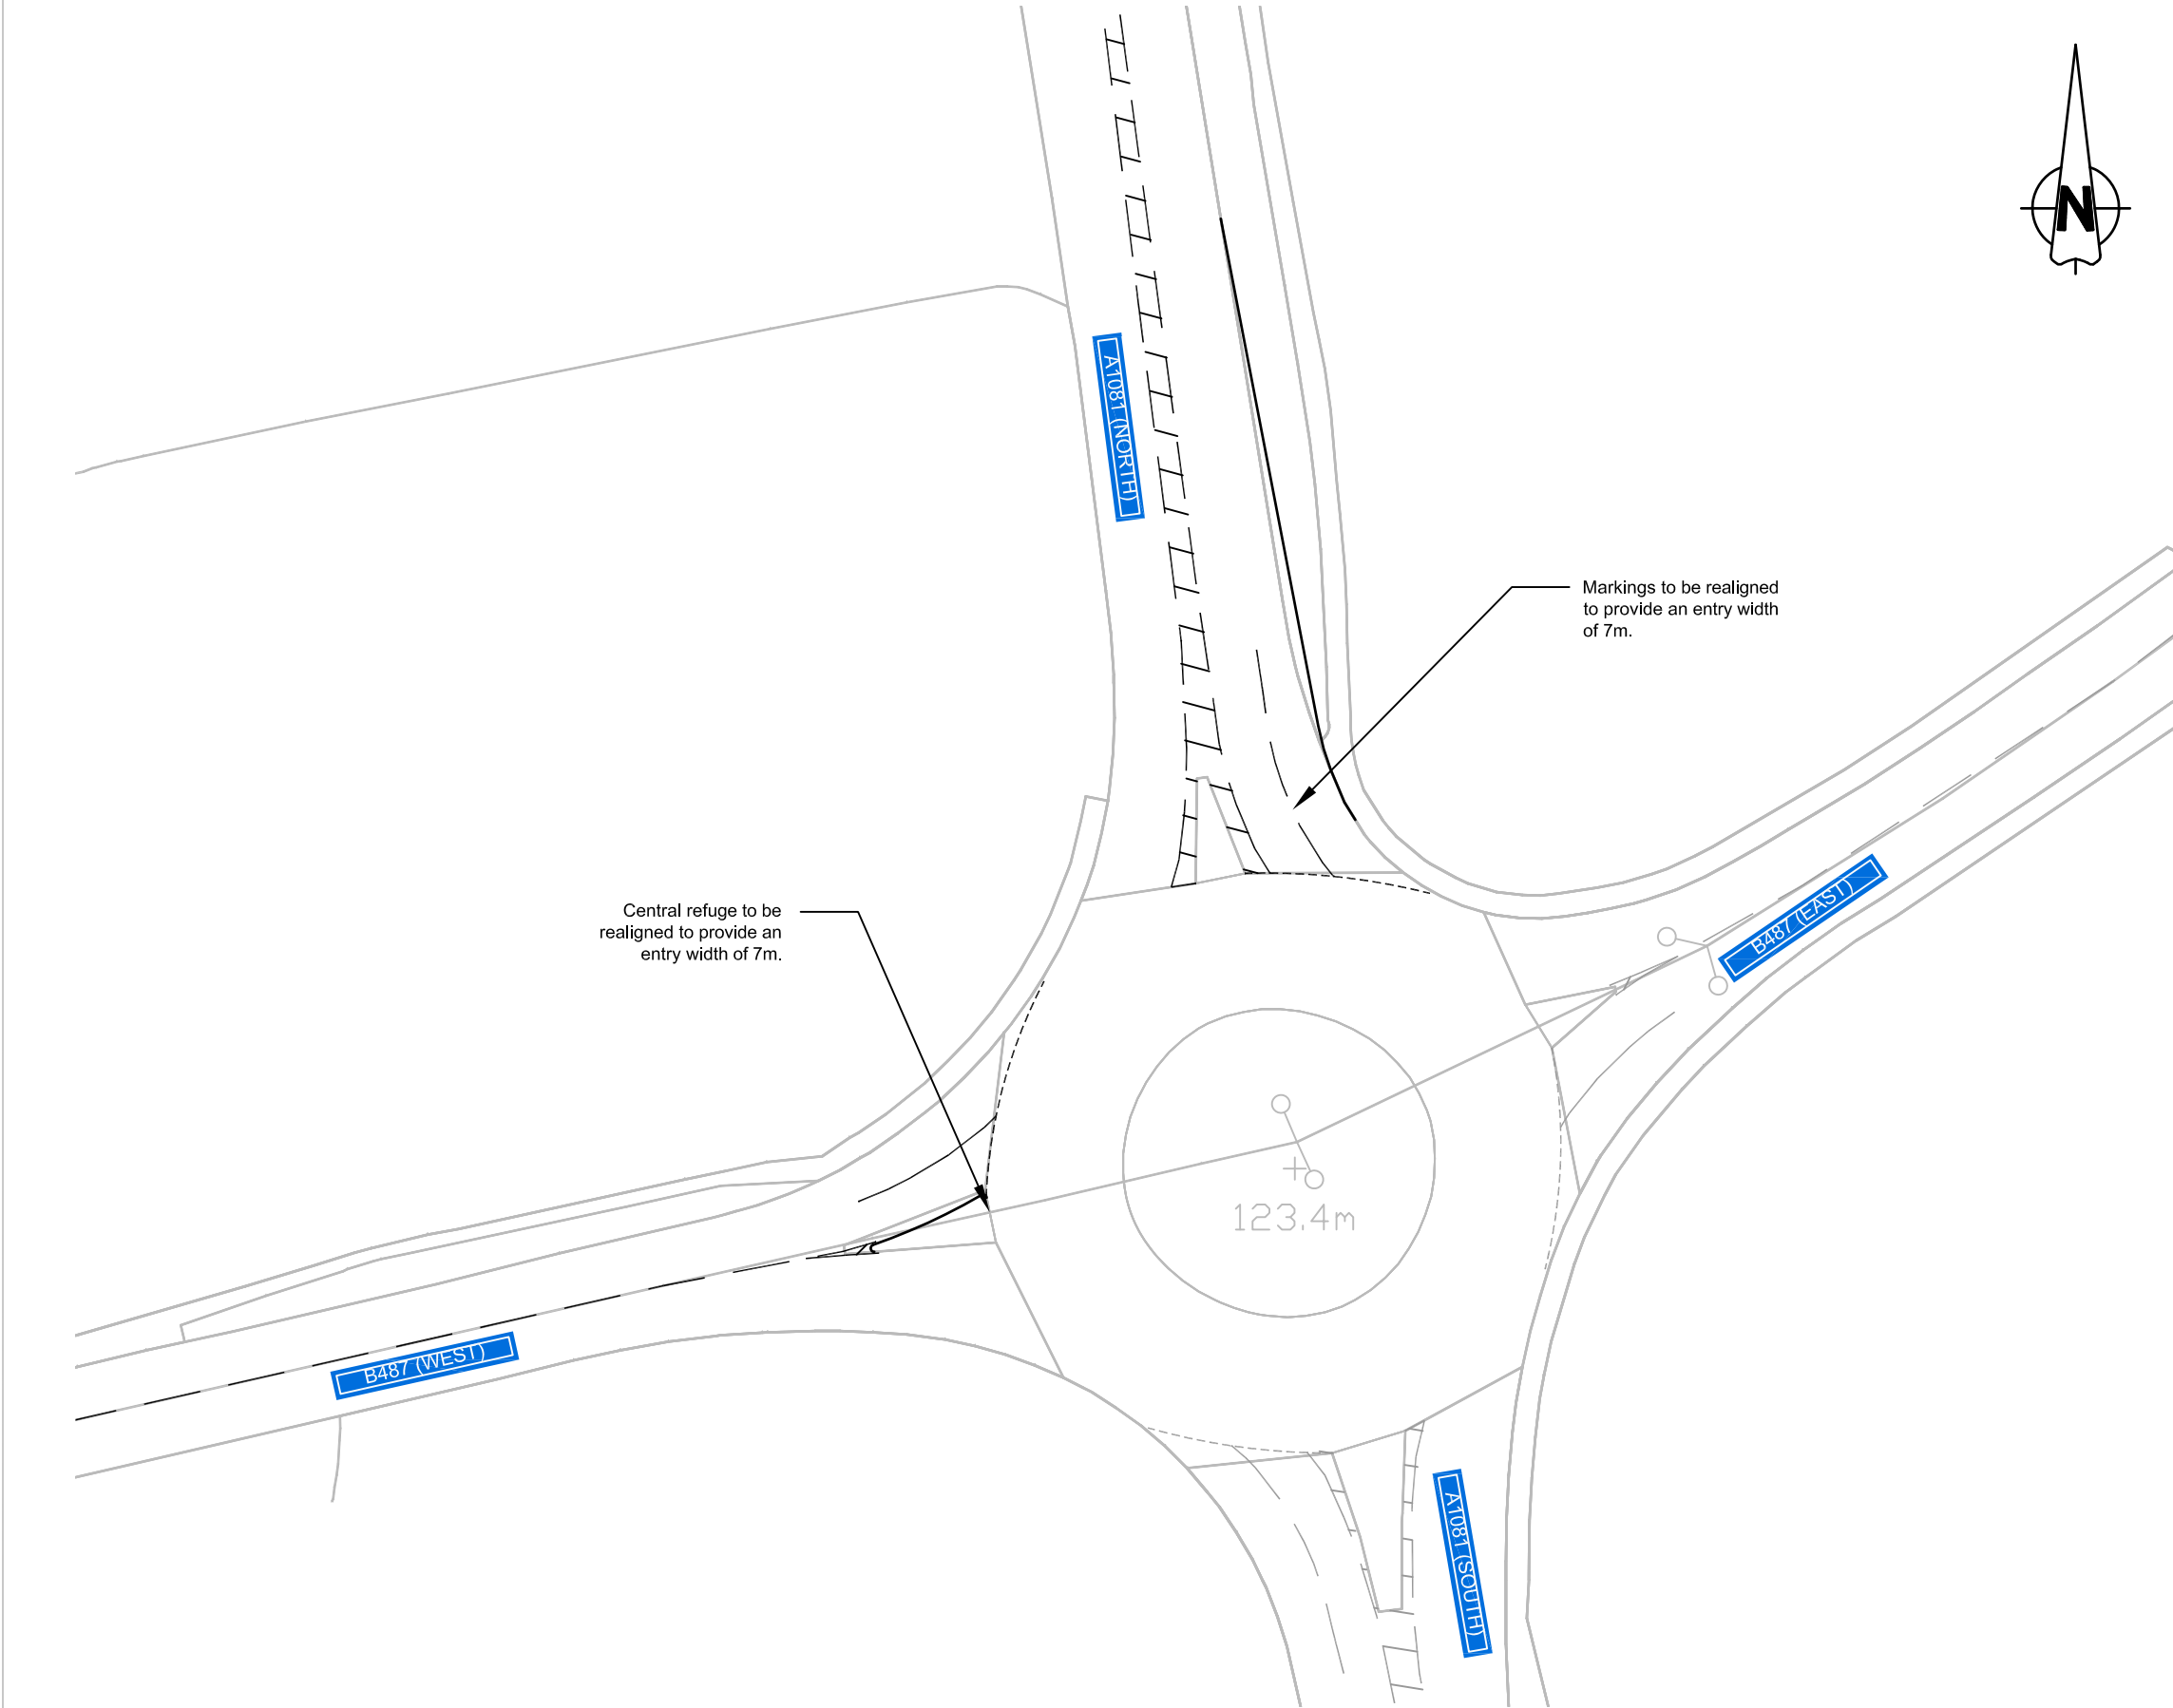 N
A1081 (NORTH)
Markings to be realigned
to provide an entry width
of 7m.
B487 (EAST)
Central refuge to be
realigned to provide an
entry width of 7m.
123.4m
B487 (WEST)
A1081 (SOUTH)